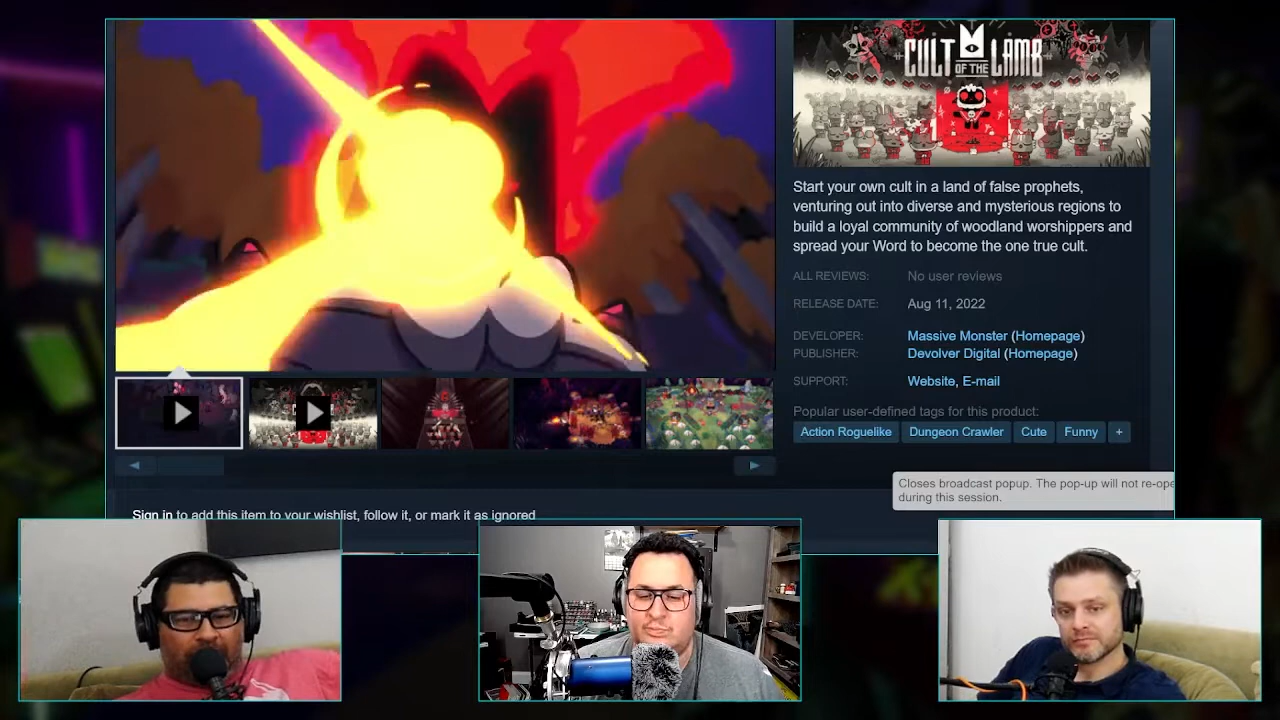 CULT OF THE LAMB
Start your own cult in a land of false prophets,
venturing out into diverse and mysterious regions to
build a loyal community of woodland worshippers and
spread your Word to become the one true cult.
ALL REVIEWS: No user reviews
RELEASE DATE: Aug 11, 2022
DEVELOPER: Massive Monster (Homepage)
PUBLISHER: Devolver Digital (Homepage)
SUPPORT: Website, E-mail
Popular user-defined tags for this product:
Action Roguelike Dungeon Crawler Cute Funny +
Closes broadcast popup. The pop-up will not re-ope
during this session.
Sign in to add this item to your wishlist, follow it, or mark it as ignored